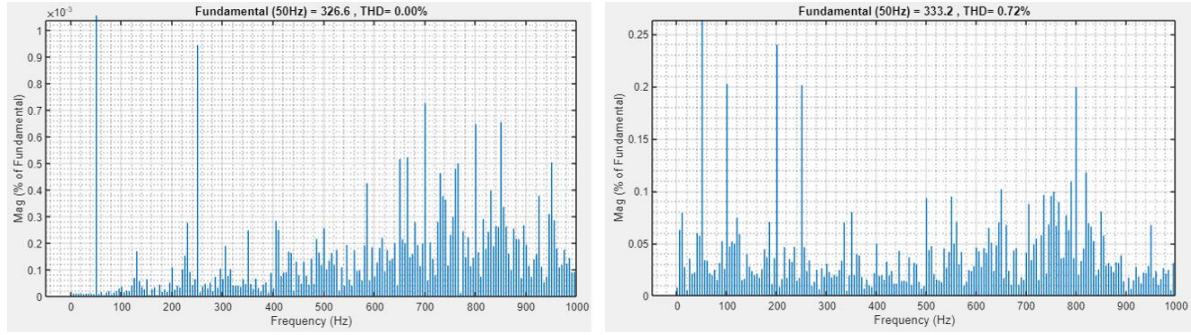 Fundamental (50Hz) = 326.6 , THD= 0.00%
×10⁻³
1
0.9
0.8
0.7
0.6
0.5
0.4
0.3
0.2
0.1
0
Mag (% of Fundamental)
0 100 200 300 400 500 600 700 800 900 1000
Frequency (Hz)
Fundamental (50Hz) = 333.2 , THD= 0.72%
0.25
0.2
0.15
0.1
0.05
0
Mag (% of Fundamental)
0 100 200 300 400 500 600 700 800 900 1000
Frequency (Hz)